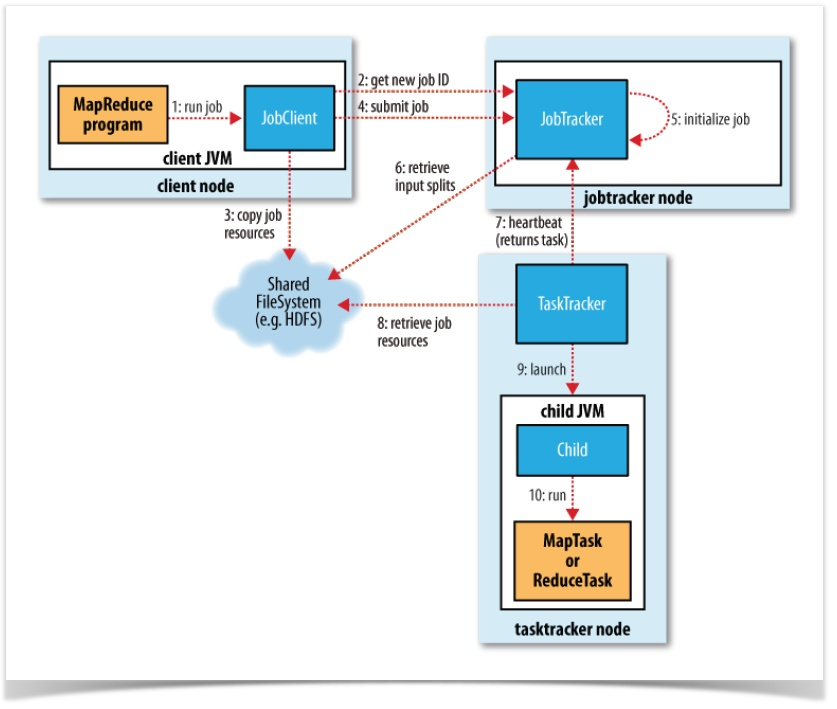 MapReduce
program
1: run job
JobClient
client JVM
client node
2: get new job ID
4: submit job
JobTracker
5: initialize job
jobtracker node
3: copy job
resources
6: retrieve
input splits
7: heartbeat
(returns task)
Shared
FileSystem
(e.g. HDFS)
8: retrieve job
resources
TaskTracker
9: launch
child JVM
Child
10: run
MapTask
or
ReduceTask
tasktracker node